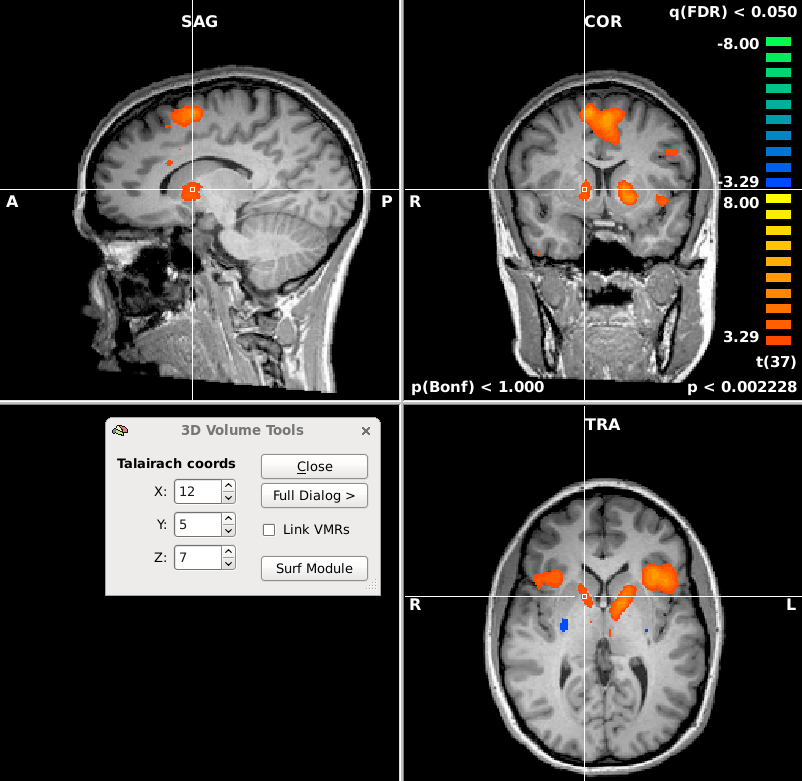 SAG
A
P
COR
q(FDR) < 0.050
-8.00
-3.29
8.00
R
3.29
t(37)
p(Bonf) < 1.000
p < 0.002228
3D Volume Tools
Talairach coords
X: 12
Y: 5
Z: 7
Close
Full Dialog >
Link VMRs
Surf Module
TRA
R
L